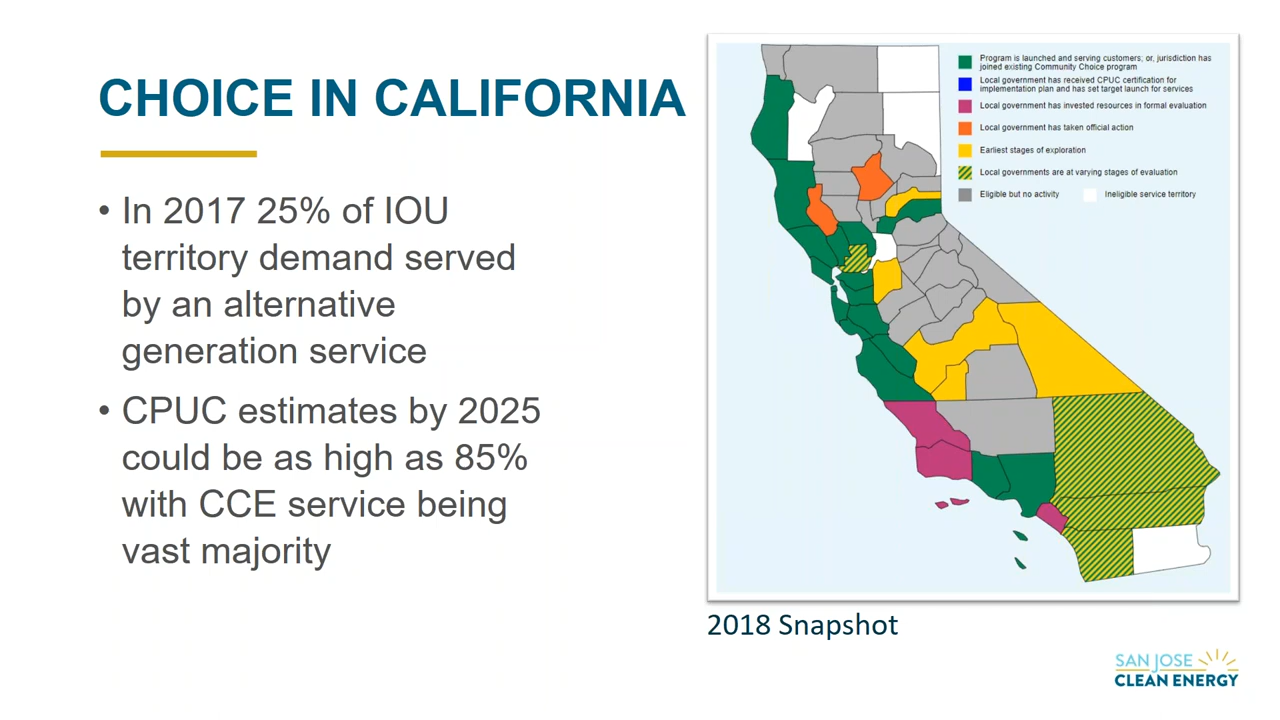 CHOICE IN CALIFORNIA
• In 2017 25% of IOU
territory demand served
by an alternative
generation service
• CPUC estimates by 2025
could be as high as 85%
with CCE service being
vast majority
Program is launched and serving customers; or, jurisdiction has
joined existing Community Choice program
Local government has received CPUC certification for
implementation plan and has set target launch for services
Local government has invested resources in formal evaluation
Local government has taken official action
Earliest stages of exploration
Local governments are at varying stages of evaluation
Eligible but no activity
Ineligible service territory
2018 Snapshot
SAN JOSE
CLEAN ENERGY